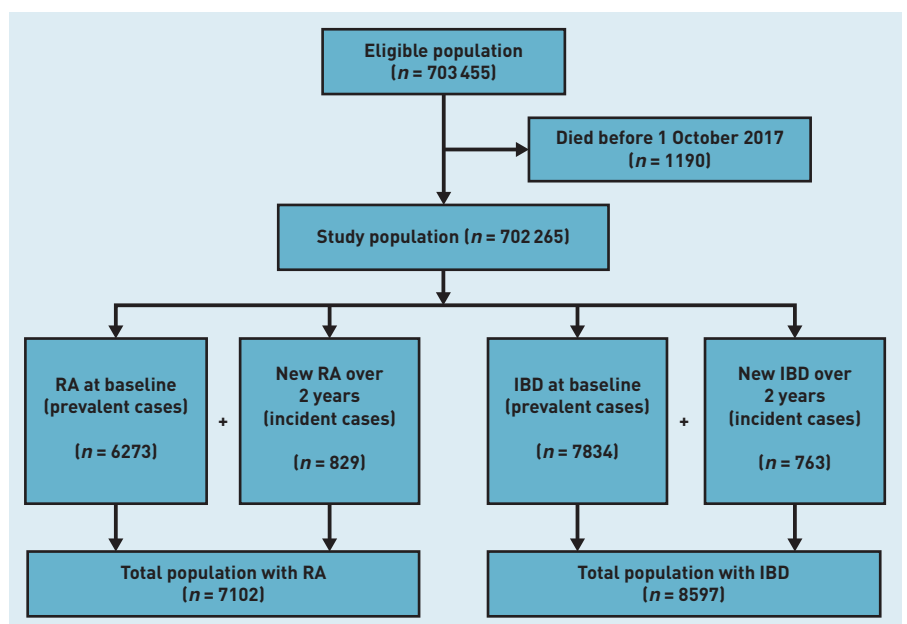 Eligible population
(n = 703 455)
Died before 1 October 2017
(n = 1190)
Study population (n = 702 265)
RA at baseline
(prevalent cases)
(n = 6273)
+
New RA over
2 years
(incident cases)
(n = 829)
IBD at baseline
(prevalent cases)
(n = 7834)
+
New IBD over
2 years
(incident cases)
(n = 763)
Total population with RA
(n = 7102)
Total population with IBD
(n = 8597)